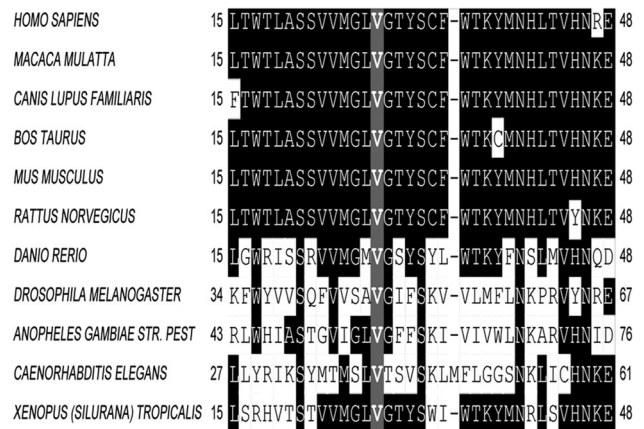 HOMO SAPIENS 15 LTWTLASSVVMGLVGTYSCF-WTKYMNHLTVHNRE 48
MACACA MULATTA 15 LTWTLASSVVMGLVGTYSCF-WTKYMNHLTVHNKE 48
CANIS LUPUS FAMILIARIS 15 FTWTLASSVVMGLVGTYSCF-WTKYMNHLTVHNKE 48
BOS TAURUS 15 LTWTLASSVVMGLVGTYSCF-WTKCMNHLTVHNKE 48
MUS MUSCULUS 15 LTWTLASSVVMGLVGTYSCF-WTKYMNHLTVHNKE 48
RATTUS NORVEGICUS 15 LTWTLASSVVMGLVGTYSCF-WTKYMNHLTVYNKE 48
DANIO RERIO 15 LGWRISSRVVMGMVGSYSYL-WTKYFNSLMVHNQD 48
DROSOPHILA MELANOGASTER 34 KFWYVVSQFVVSAVGIFSKV-VLMFLNKPRVYNRE 67
ANOPHELES GAMBIAE STR. PEST 43 RLWHIASTGVIGLVGFFSKI-VIVWLNKARVHNID 76
CAENORHABDITIS ELEGANS 27 LLYRIKSYMTMSLVTSVSKLMFLGGSNKLICHNKE 61
XENOPUS (SILURANA) TROPICALIS 15 LSRHVTSTVVMGLVGTYSWI-WTKYMNRLSVHNKE 48